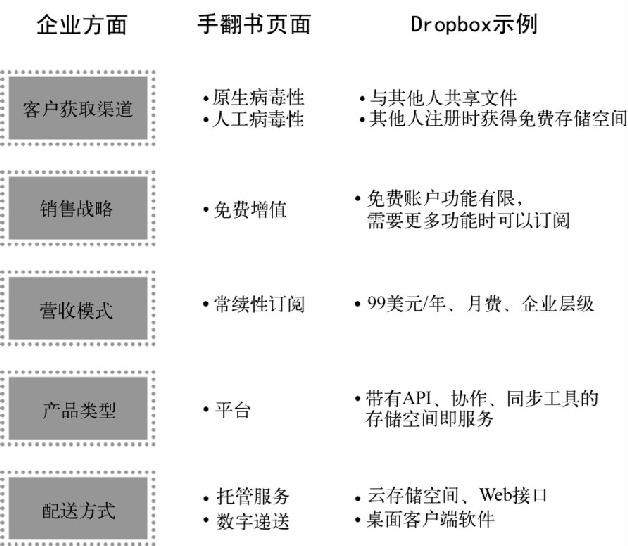 企业方面 手翻书页面 Dropbox示例
客户获取渠道
•原生病毒性
•人工病毒性
•与其他人共享文件
•其他人注册时获得免费存储空间
销售战略
•免费增值
•免费账户功能有限，
需要更多功能时可以订阅
营收模式
•常续性订阅
•99美元/年、月费、企业层级
产品类型
•平台
•带有API、协作、同步工具的
存储空间即服务
配送方式
•托管服务
•数字递送
•云存储空间、Web接口
•桌面客户端软件